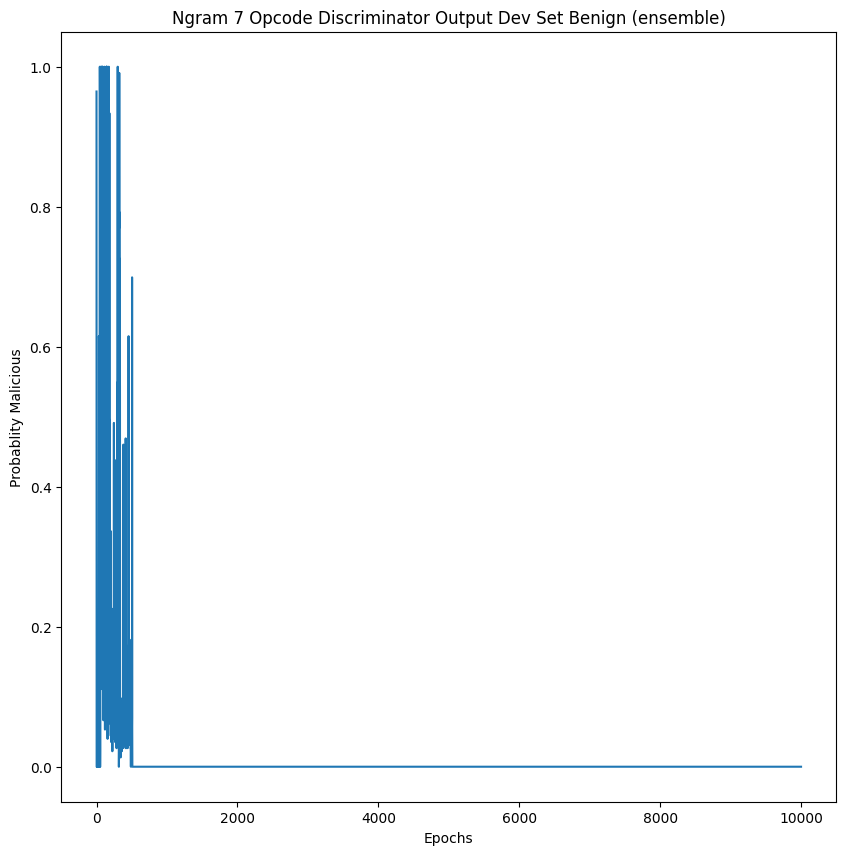 Ngram 7 Opcode Discriminator Output Dev Set Benign (ensemble)
1.0
0.8
0.6
0.4
0.2
0.0
Probablity Malicious
0 2000 4000 6000 8000 10000
Epochs